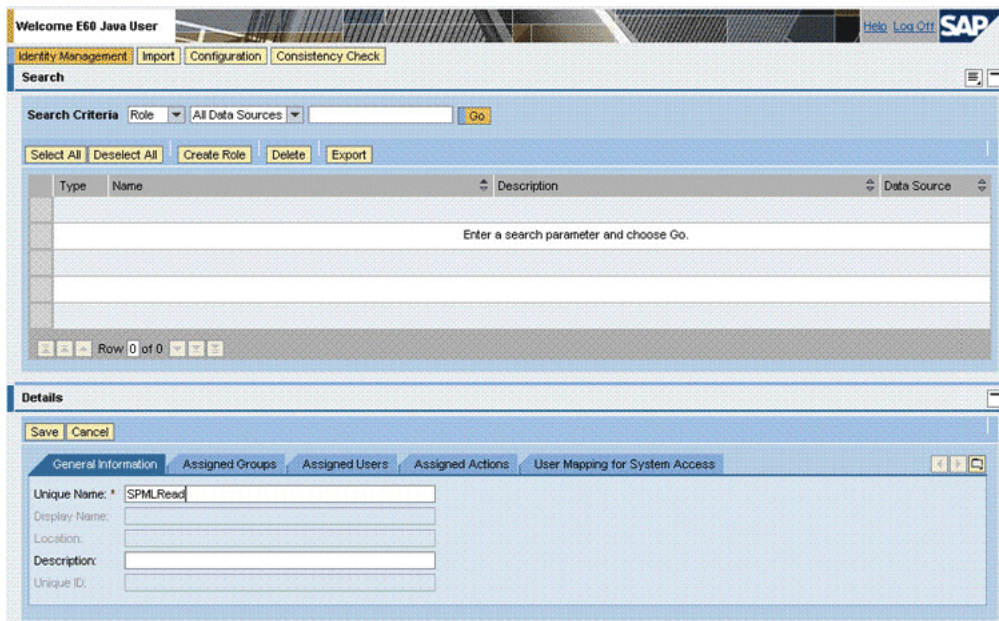 Welcome E60 Java User
Help Log Off SAP
Identity Management Import Configuration Consistency Check
Search
Search Criteria Role All Data Sources Go
Select All Deselect All Create Role Delete Export
Type Name Description Data Source
Enter a search parameter and choose Go.
Row 0 of 0
Details
Save Cancel
General Information Assigned Groups Assigned Users Assigned Actions User Mapping for System Access
Unique Name: * SPMLRead
Display Name:
Location:
Description:
Unique ID: